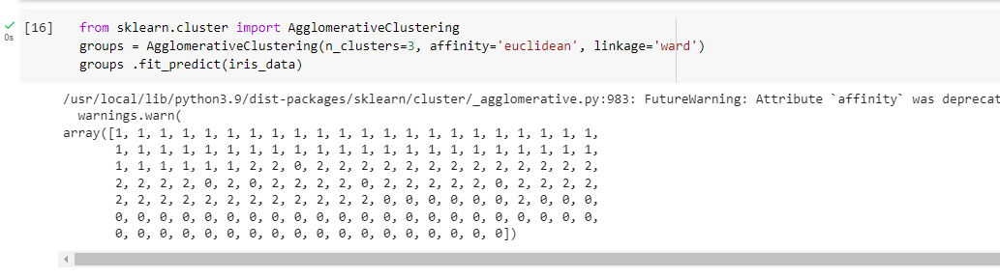 [16] from sklearn.cluster import AgglomerativeClustering
groups = AgglomerativeClustering(n_clusters=3, affinity='euclidean', linkage='ward')
groups .fit_predict(iris_data)
0s
/usr/local/lib/python3.9/dist-packages/sklearn/cluster/_agglomerative.py:983: FutureWarning: Attribute `affinity` was deprecat
warnings.warn(
array([1, 1, 1, 1, 1, 1, 1, 1, 1, 1, 1, 1, 1, 1, 1, 1, 1, 1, 1, 1, 1, 1,
1, 1, 1, 1, 1, 1, 1, 1, 1, 1, 1, 1, 1, 1, 1, 1, 1, 1, 1, 1, 1, 1,
1, 1, 1, 1, 1, 1, 2, 2, 0, 2, 2, 2, 2, 2, 2, 2, 2, 2, 2, 2, 2, 2,
2, 2, 2, 2, 0, 2, 0, 2, 2, 2, 2, 0, 2, 2, 2, 2, 2, 0, 2, 2, 2, 2,
2, 2, 2, 2, 2, 2, 2, 2, 2, 2, 2, 2, 0, 0, 0, 0, 0, 0, 2, 0, 0, 0,
0, 0, 0, 0, 0, 0, 0, 0, 0, 0, 0, 0, 0, 0, 0, 0, 0, 0, 0, 0, 0, 0,
0, 0, 0, 0, 0, 0, 0, 0, 0, 0, 0, 0, 0, 0, 0, 0, 0, 0])